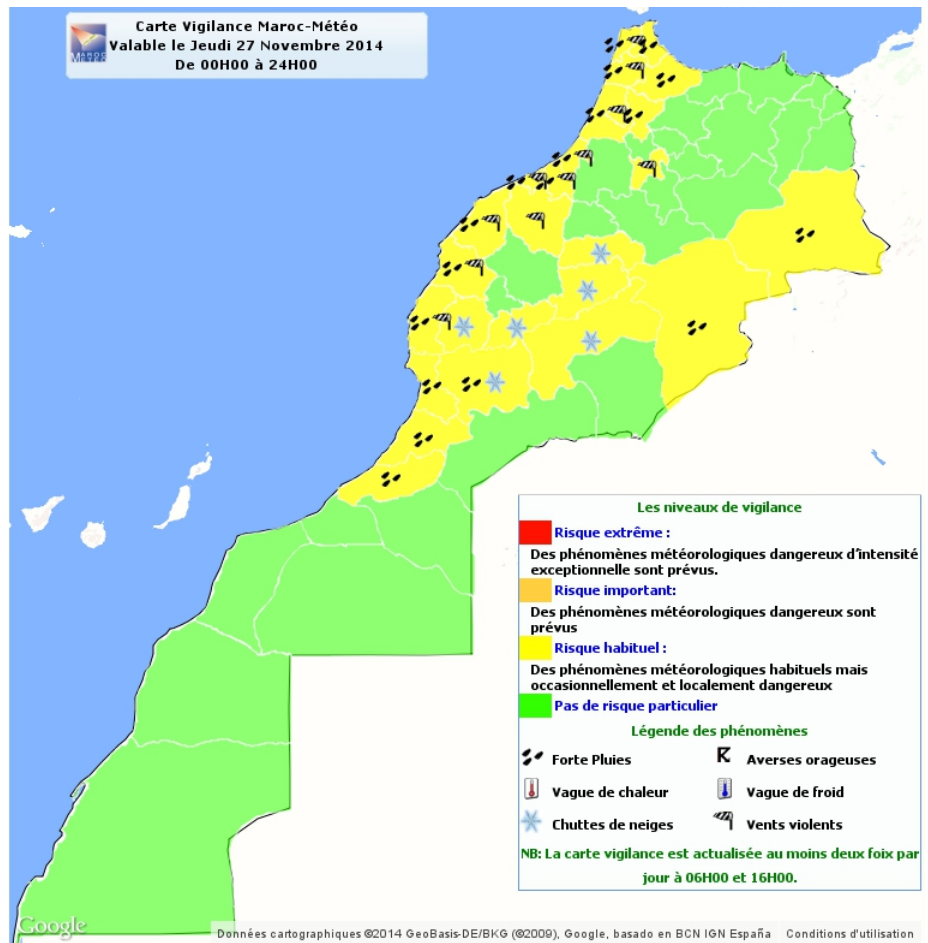 Carte Vigilance Maroc-Météo
Valable le Jeudi 27 Novembre 2014
De 00H00 à 24H00
Les niveaux de vigilance
Risque extrême :
Des phénomènes météorologiques dangereux d'intensité
exceptionnelle sont prévus.
Risque important:
Des phénomènes météorologiques dangereux sont
prévus
Risque habituel :
Des phénomènes météorologiques habituels mais
occasionnellement et localement dangereux
Pas de risque particulier
Légende des phénomènes
Forte Pluies
Averses orageuses
Vague de chaleur
Vague de froid
Chuttes de neiges
Vents violents
NB: La carte vigilance est actualisée au moins deux foix par
jour à 06H00 et 16H00.
Google
Données cartographiques ©2014 GeoBasis-DE/BKG (©2009), Google, basado en BCN IGN España
Conditions d'utilisation